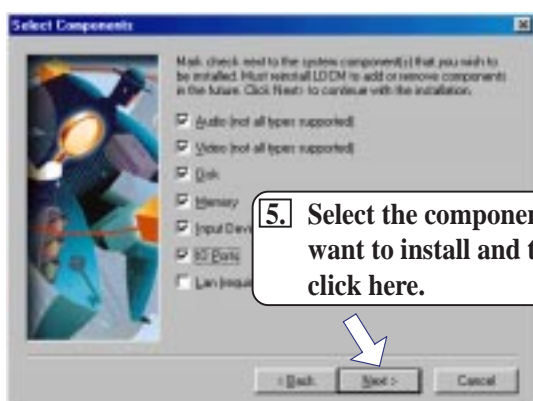 Select Components
Mark check next to the system component(s) that you wish to
be installed. Must reinstall LDCM to add or remove components
in the future. Click Next> to continue with the installation.
Audio (not all types supported)
Video (not all types supported)
Disk
Memory
Input Dev
IO Ports
Lan (requi
5. Select the componen
want to install and t
click here.
< Back
Next >
Cancel